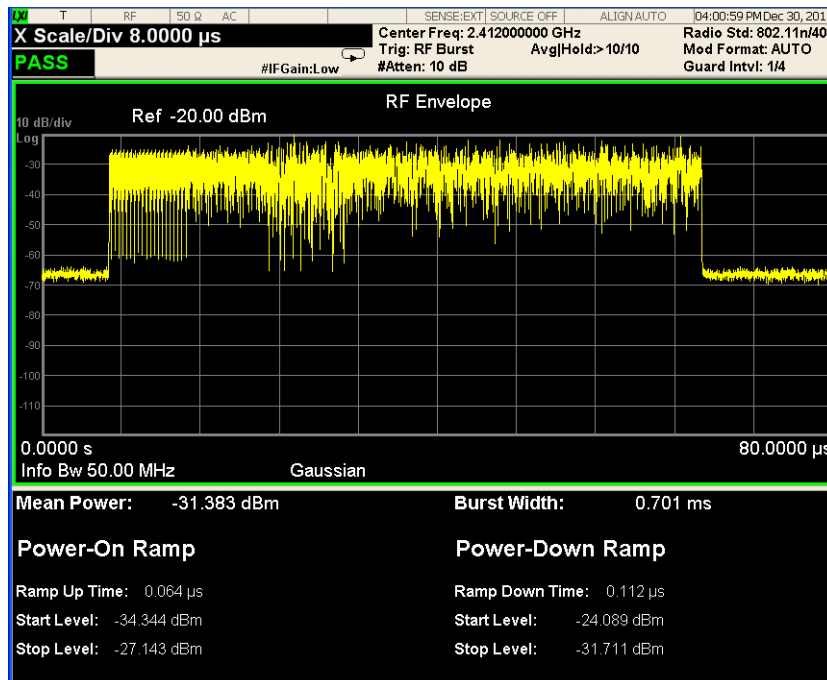 LXI T RF 50 Ω AC SENSE:EXT SOURCE OFF ALIGN AUTO 04:00:59 PM Dec 30, 201
X Scale/Div 8.0000 µs
Center Freq: 2.412000000 GHz
Radio Std: 802.11n/40
Trig: RF Burst Avg|Hold:> 10/10
Mod Format: AUTO
PASS
#IFGain:Low
#Atten: 10 dB
Guard Intvl: 1/4
RF Envelope
10 dB/div Ref -20.00 dBm
Log
-30
-40
-50
-60
-70
-80
-90
-100
-110
0.0000 s 80.0000 µs
Info Bw 50.00 MHz Gaussian
Mean Power: -31.383 dBm Burst Width: 0.701 ms
Power-On Ramp Power-Down Ramp
Ramp Up Time: 0.064 µs Ramp Down Time: 0.112 µs
Start Level: -34.344 dBm Start Level: -24.089 dBm
Stop Level: -27.143 dBm Stop Level: -31.711 dBm